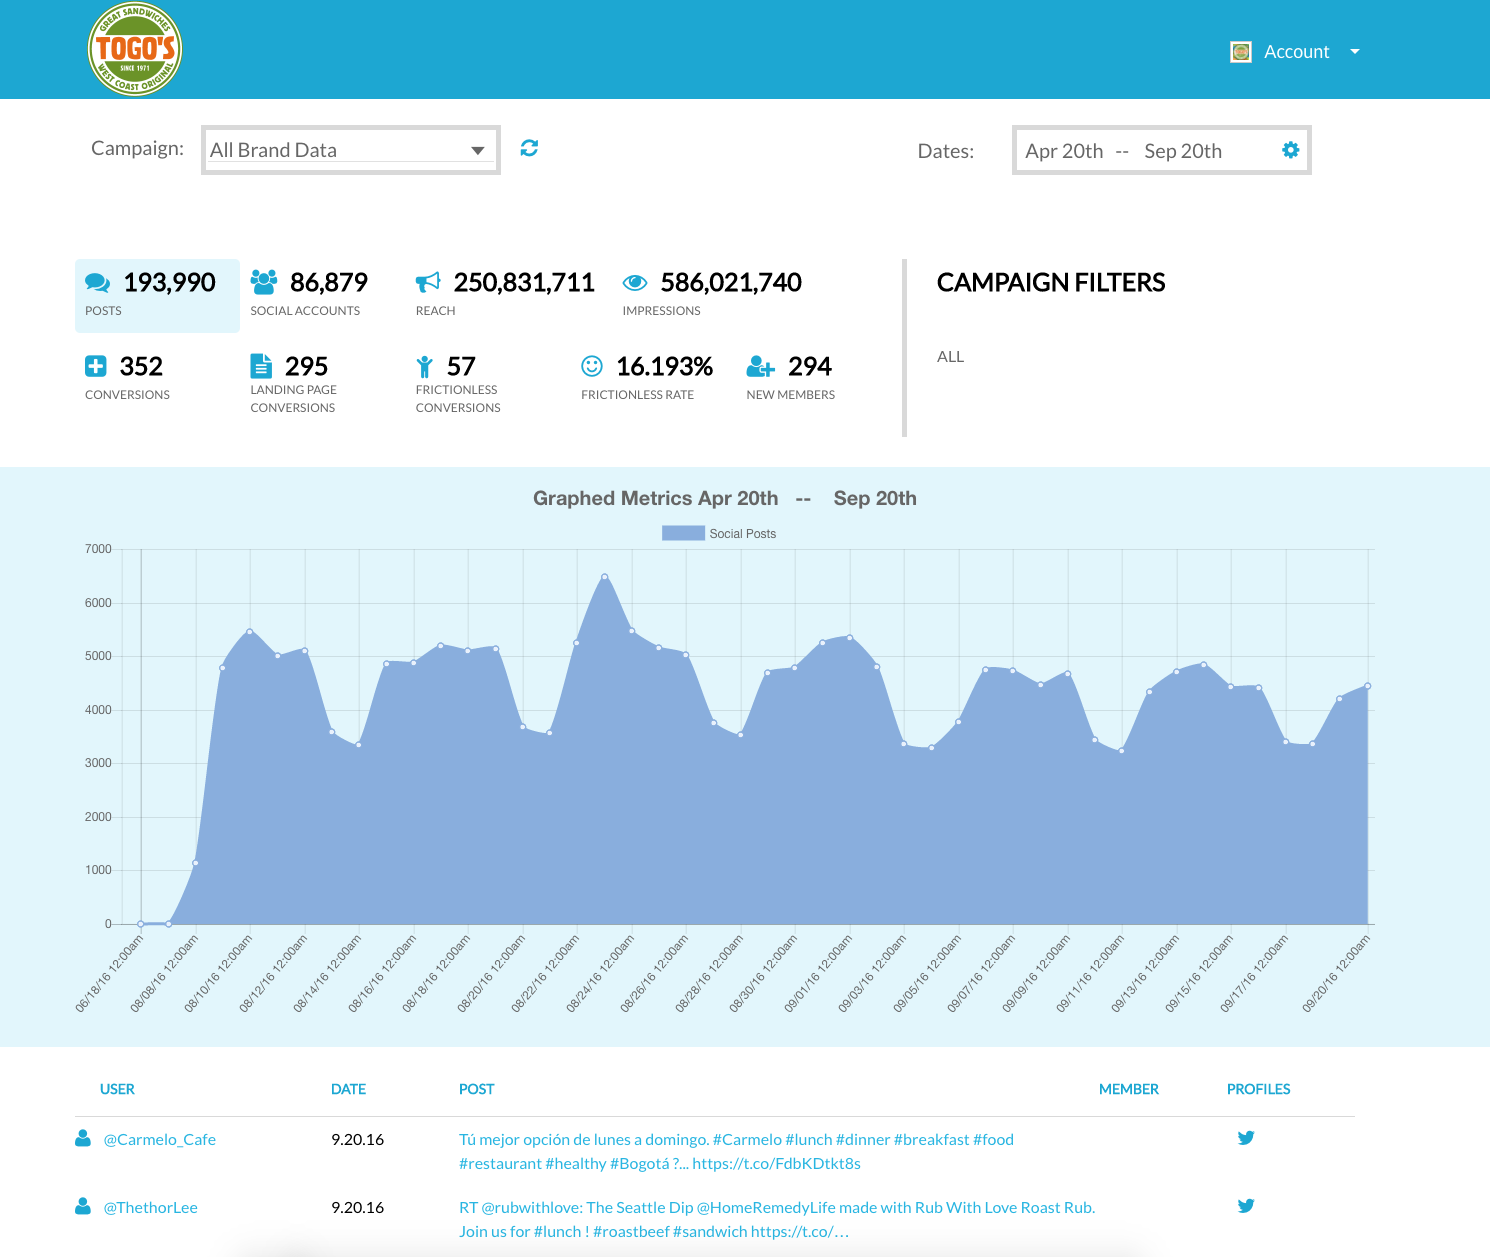 GREAT SANDWICHES
TOGO'S
SINCE 1971
WEST COAST ORIGINAL
Account
Campaign:
All Brand Data
Dates:
Apr 20th -- Sep 20th
193,990
POSTS
86,879
SOCIAL ACCOUNTS
250,831,711
REACH
586,021,740
IMPRESSIONS
352
CONVERSIONS
295
LANDING PAGE
CONVERSIONS
57
FRICTIONLESS
CONVERSIONS
16.193%
FRICTIONLESS RATE
294
NEW MEMBERS
CAMPAIGN FILTERS
ALL
Graphed Metrics Apr 20th -- Sep 20th
Social Posts
7000
6000
5000
4000
3000
2000
1000
0
06/18/16 12:00am
08/08/16 12:00am
08/10/16 12:00am
08/12/16 12:00am
08/14/16 12:00am
08/16/16 12:00am
08/18/16 12:00am
08/20/16 12:00am
08/22/16 12:00am
08/24/16 12:00am
08/26/16 12:00am
08/28/16 12:00am
08/30/16 12:00am
09/01/16 12:00am
09/03/16 12:00am
09/05/16 12:00am
09/07/16 12:00am
09/09/16 12:00am
09/11/16 12:00am
09/13/16 12:00am
09/15/16 12:00am
09/17/16 12:00am
09/20/16 12:00am
USER DATE POST MEMBER PROFILES
@Carmelo_Cafe 9.20.16 Tú mejor opción de lunes a domingo. #Carmelo #lunch #dinner #breakfast #food
#restaurant #healthy #Bogotá ?... https://t.co/FdbKDtkt8s
@ThethorLee 9.20.16 RT @rubwithlove: The Seattle Dip @HomeRemedyLife made with Rub With Love Roast Rub.
Join us for #lunch ! #roastbeef #sandwich https://t.co/…